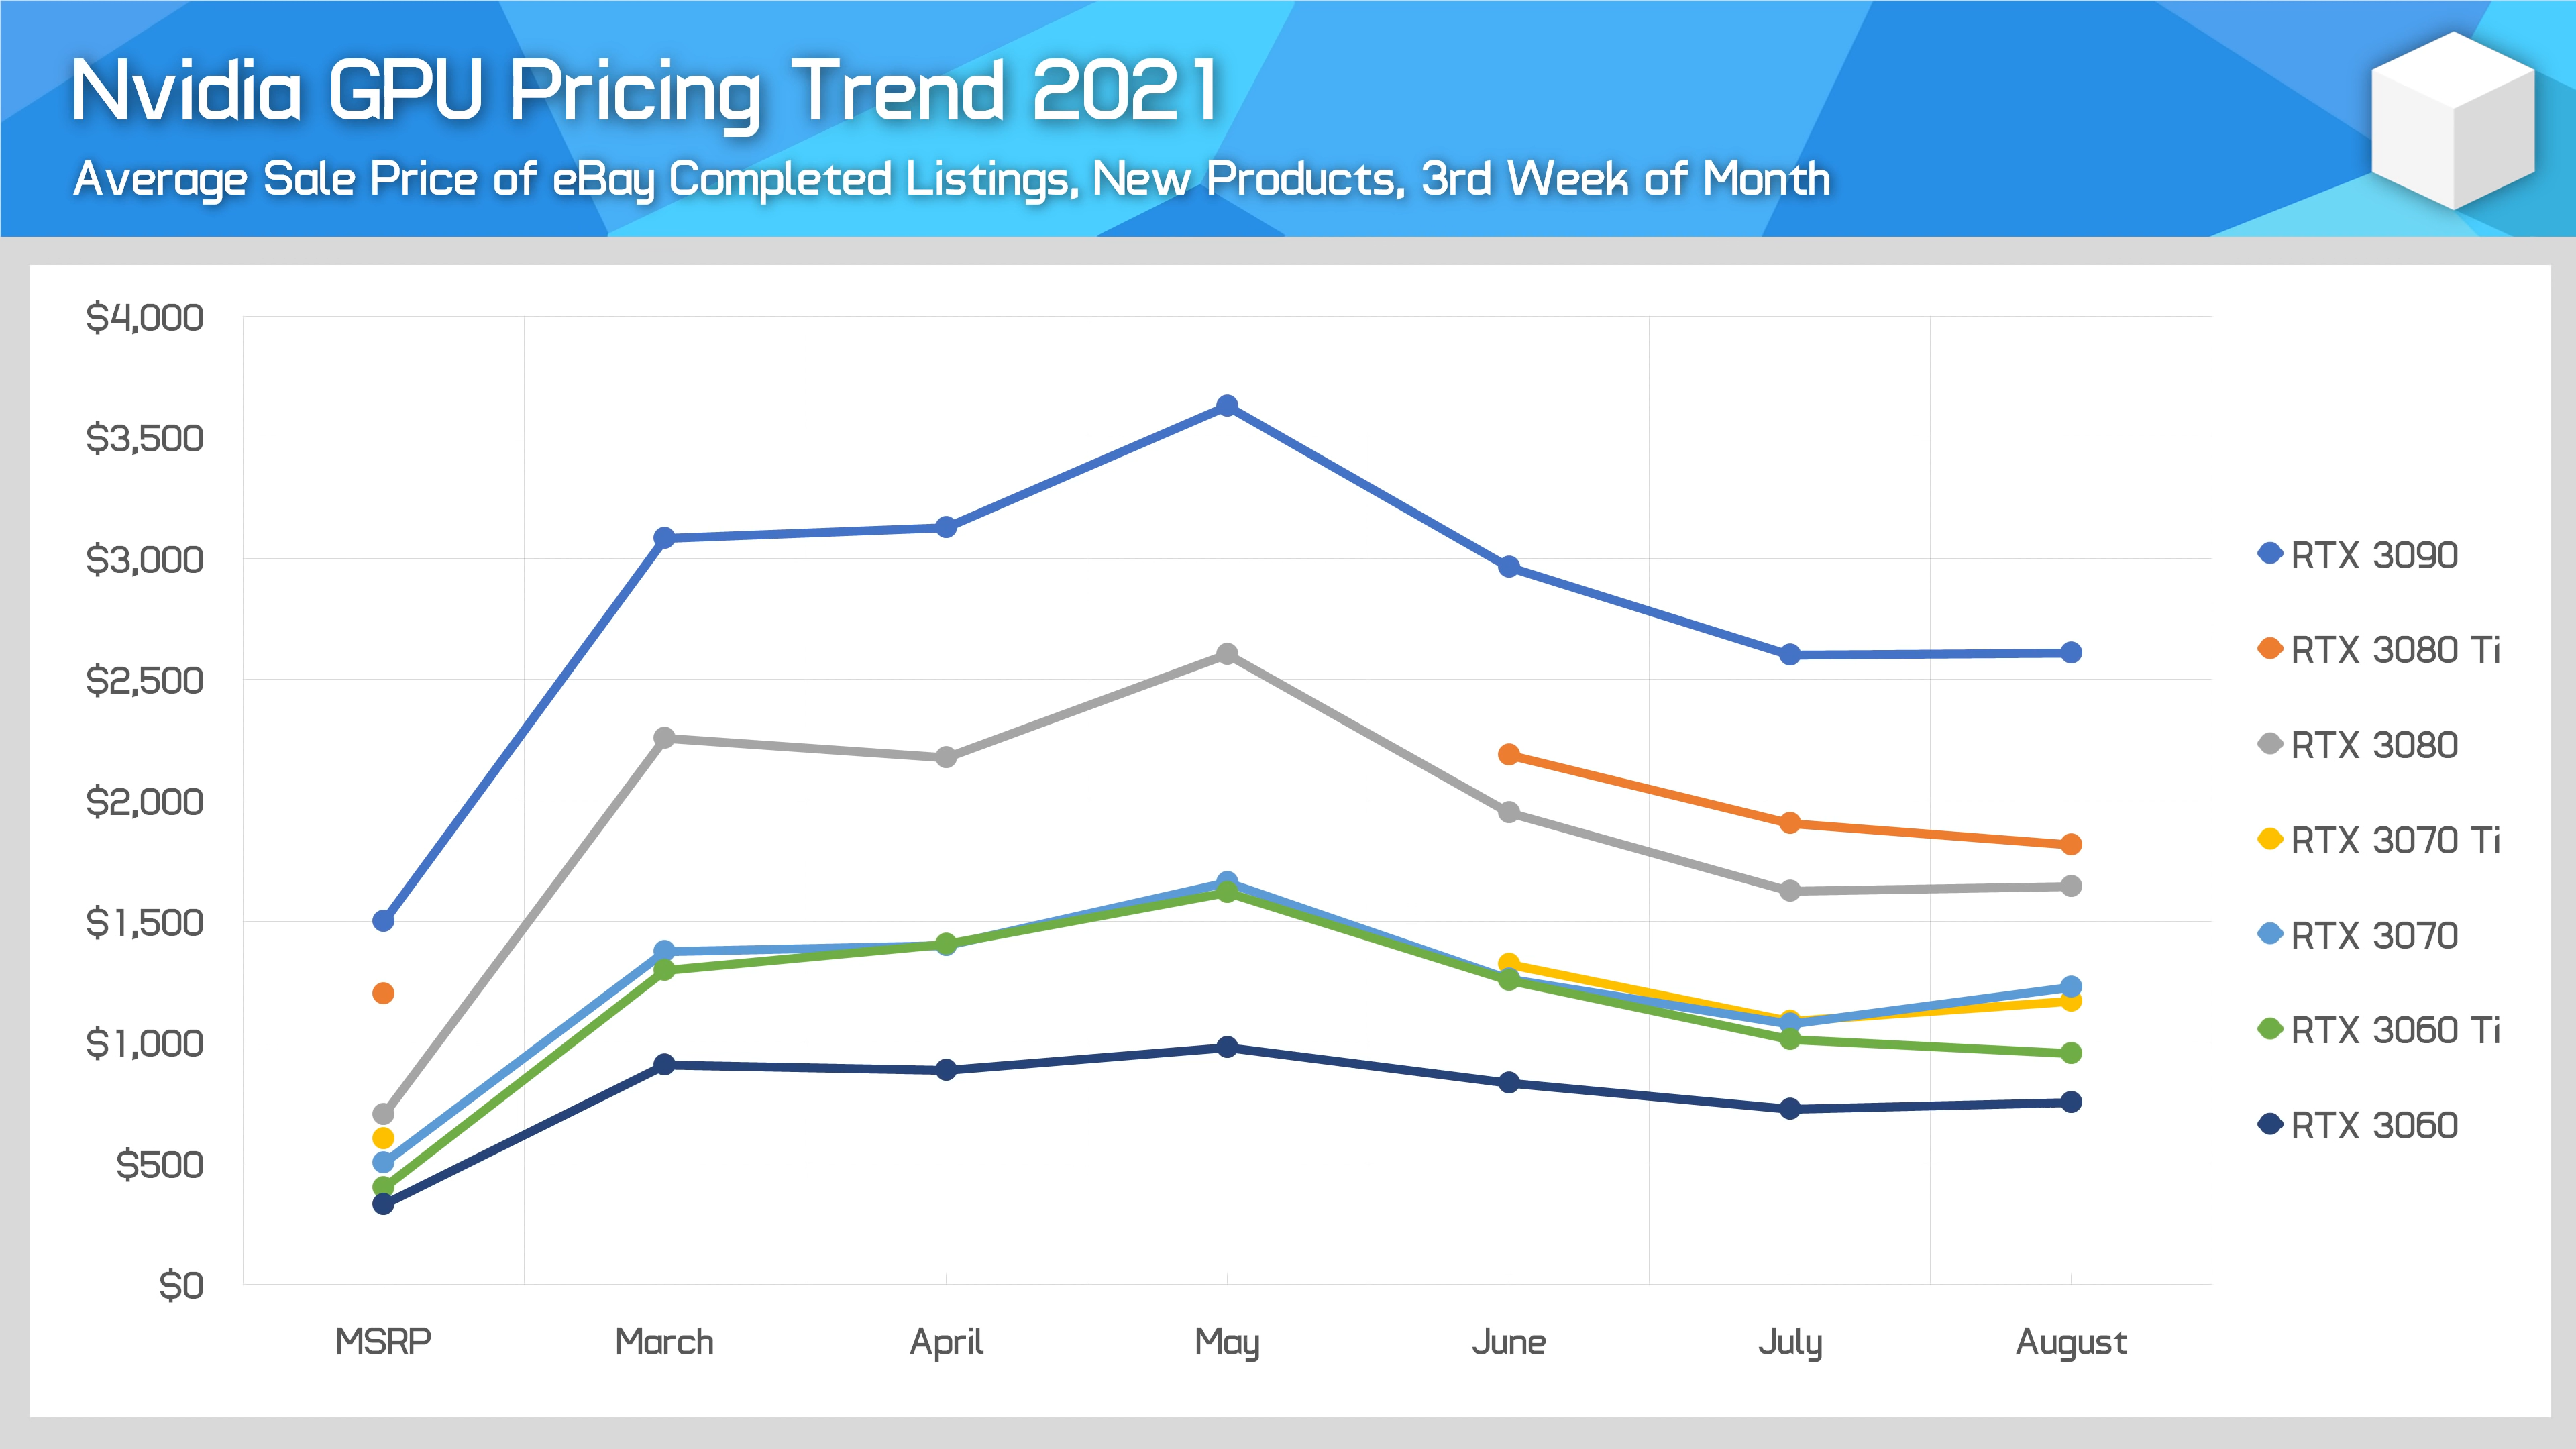 Nvidia GPU Pricing Trend 2021
Average Sale Price of eBay Completed Listings, New Products, 3rd Week of Month
$4,000
$3,500
$3,000
$2,500
$2,000
$1,500
$1,000
$500
$0
MSRP March April May June July August
RTX 3090
RTX 3080 Ti
RTX 3080
RTX 3070 Ti
RTX 3070
RTX 3060 Ti
RTX 3060